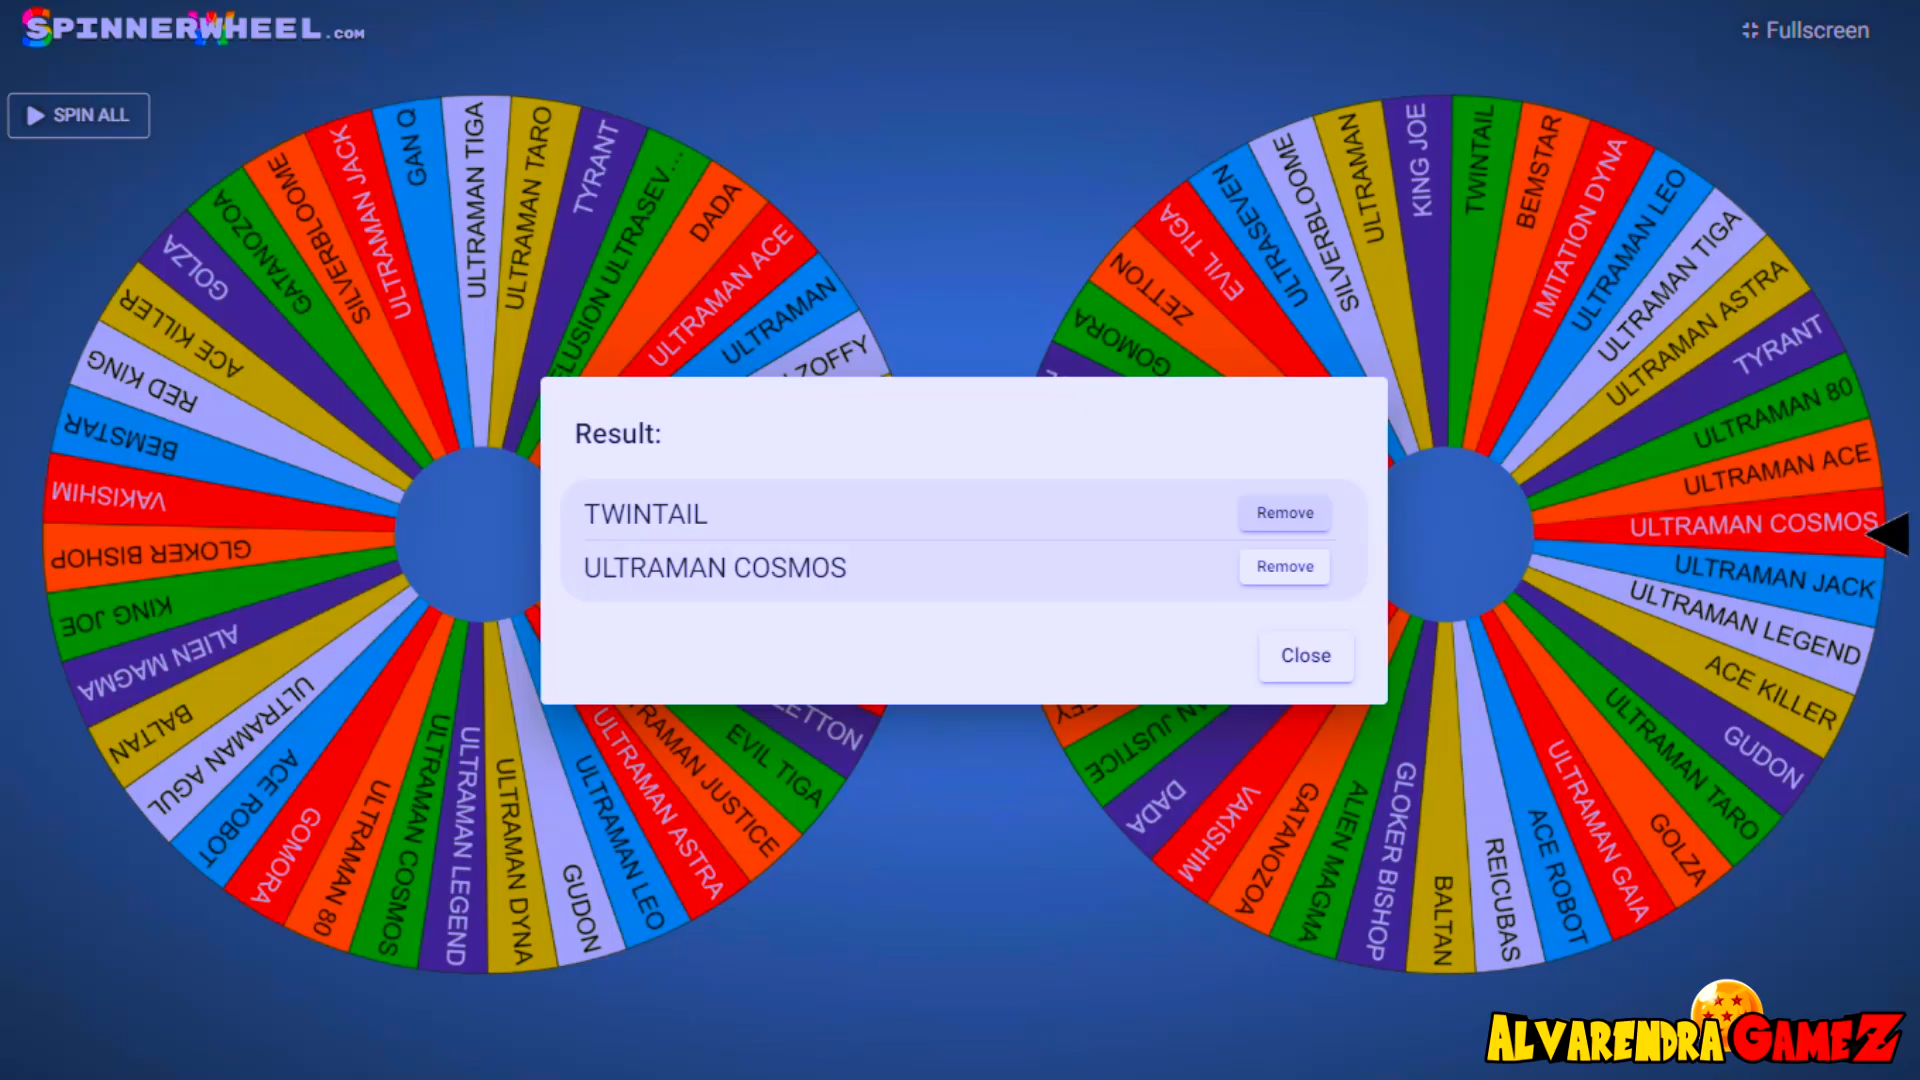 SPINNERWHEEL.COM
Fullscreen
SPIN ALL
GAN Q
ULTRAMAN TIGA
ULTRAMAN TARO
TYRANT
DADA
ULTRAMAN ACE
ULTRAMAN
ZOFFY
ULTRAMAN JACK
SILVERBLOOME
GATANOZOA
GOLZA
ACE KILLER
RED KING
BEMSTAR
VAKISHIM
GLOKER BISHOP
KING JOE
ALIEN MAGMA
BALTAN
ULTRAMAN AGUL
ACE ROBOT
GOMORA
ULTRAMAN 80
ULTRAMAN COSMOS
ULTRAMAN LEGEND
ULTRAMAN DYNA
GUDON
ULTRAMAN LEO
ULTRAMAN ASTRA
EVIL TIGA
KING JOE
TWINTAIL
BEMSTAR
IMITATION DYNA
ULTRAMAN LEO
ULTRAMAN TIGA
ULTRAMAN ASTRA
TYRANT
ULTRAMAN 80
ULTRAMAN ACE
ULTRAMAN COSMOS
ULTRAMAN JACK
ULTRAMAN LEGEND
ACE KILLER
GUDON
ULTRAMAN TARO
GOLZA
ULTRAMAN GAIA
ACE ROBOT
REICUBAS
BALTAN
GLOKER BISHOP
ALIEN MAGMA
GATANOZOA
VAKISHIM
DADA
JUSTICE
GOMORA
ZETTON
EVIL TIGA
ULTRASEVEN
SILVERBLOOME
ULTRAMAN
Result:
TWINTAIL
Remove
ULTRAMAN COSMOS
Remove
Close
ALVARENDRA GAMEZ